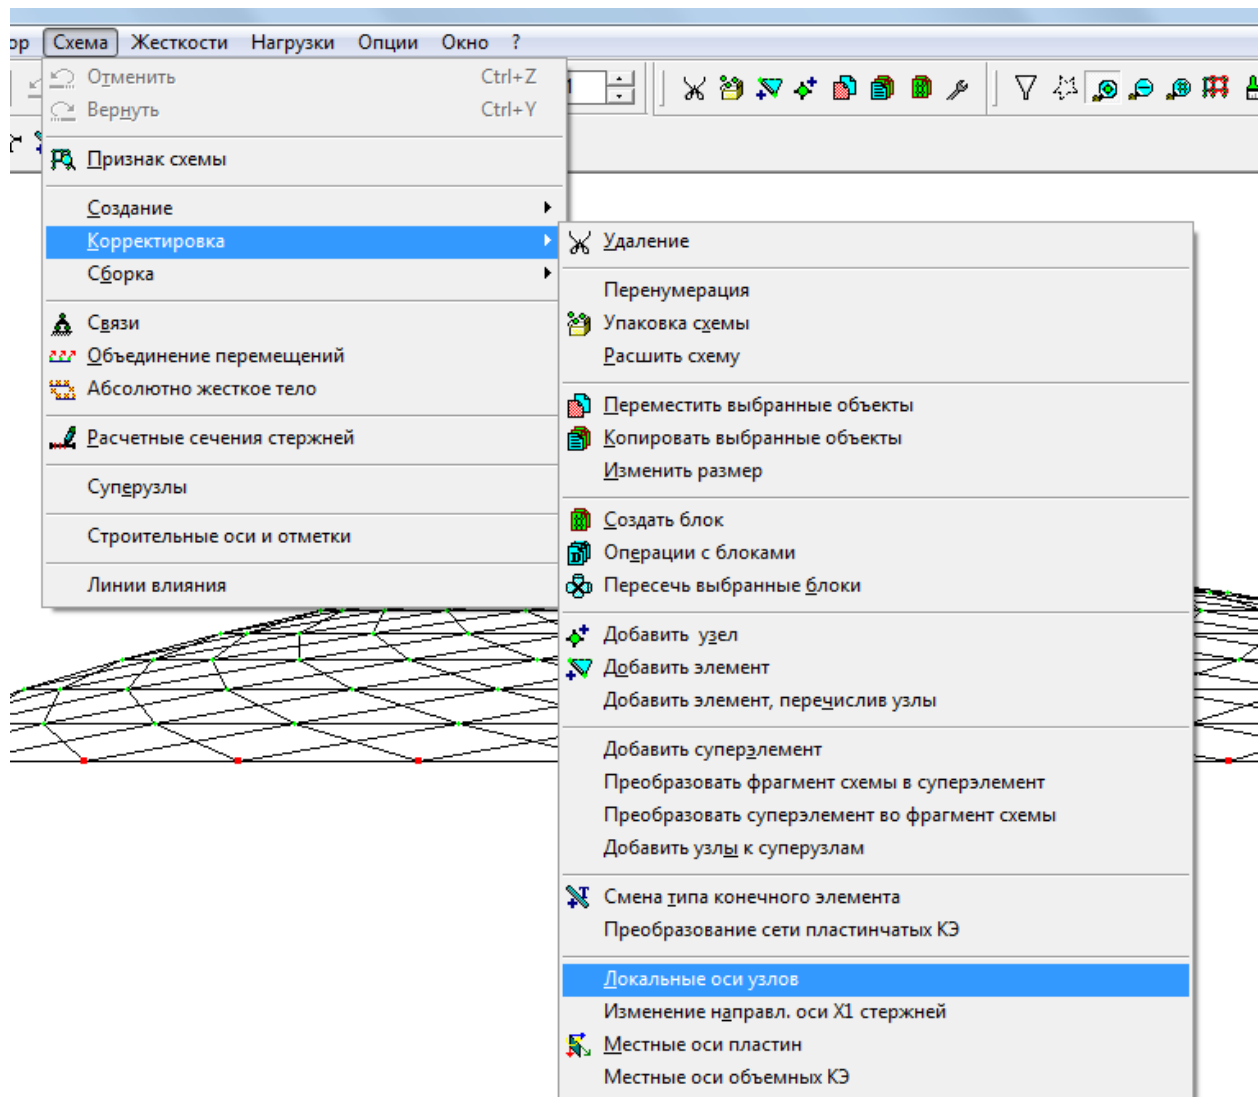 ор Схема Жесткости Нагрузки Опции Окно ?
Отменить Ctrl+Z
Вернуть Ctrl+Y
Признак схемы
Создание
Корректировка
Сборка
Связи
Объединение перемещений
Абсолютно жесткое тело
Расчетные сечения стержней
Суперузлы
Строительные оси и отметки
Линии влияния
Удаление
Перенумерация
Упаковка схемы
Расшить схему
Переместить выбранные объекты
Копировать выбранные объекты
Изменить размер
Создать блок
Операции с блоками
Пересечь выбранные блоки
Добавить узел
Добавить элемент
Добавить элемент, перечислив узлы
Добавить суперэлемент
Преобразовать фрагмент схемы в суперэлемент
Преобразовать суперэлемент во фрагмент схемы
Добавить узлы к суперузлам
Смена типа конечного элемента
Преобразование сети пластинчатых КЭ
Локальные оси узлов
Изменение направл. оси X1 стержней
Местные оси пластин
Местные оси объемных КЭ